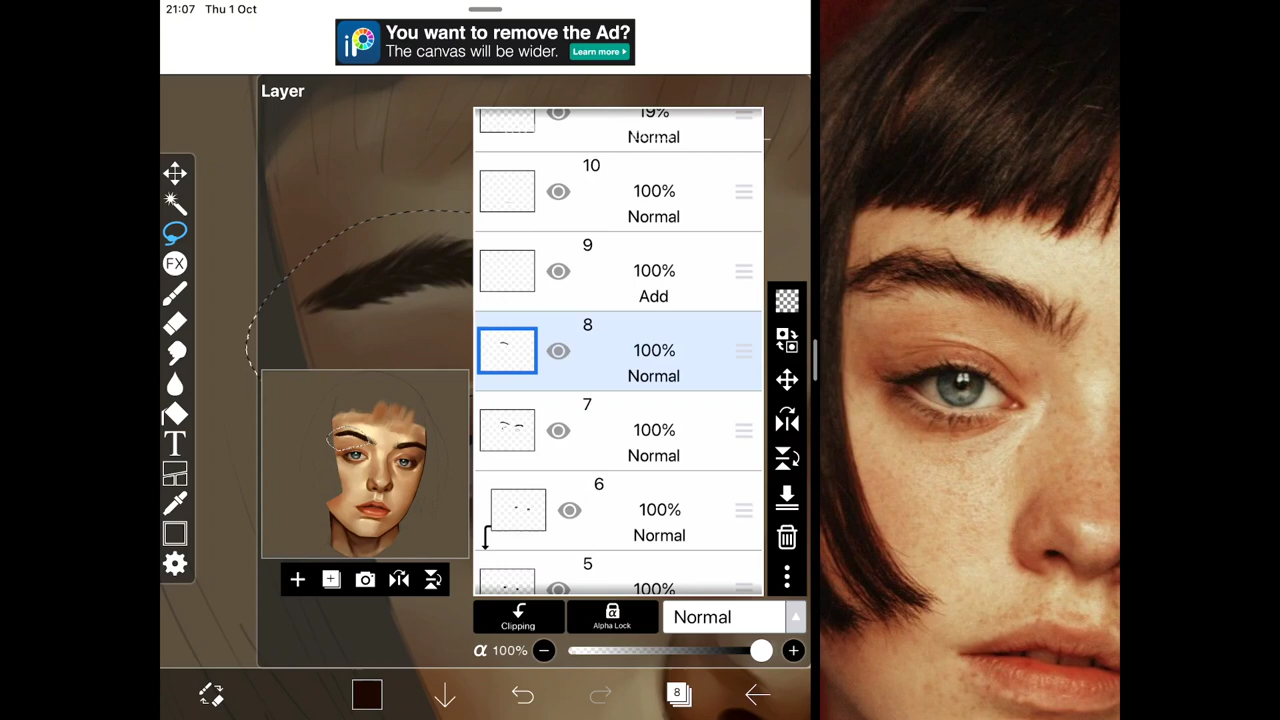 21:07 Thu 1 Oct
You want to remove the Ad?
The canvas will be wider. Learn more
Layer
19%
Normal
10
100%
Normal
9
100%
Add
8
100%
Normal
7
100%
Normal
6
100%
Normal
5
100%
FX
T
Clipping
α
Alpha Lock
Normal
α 100%
8